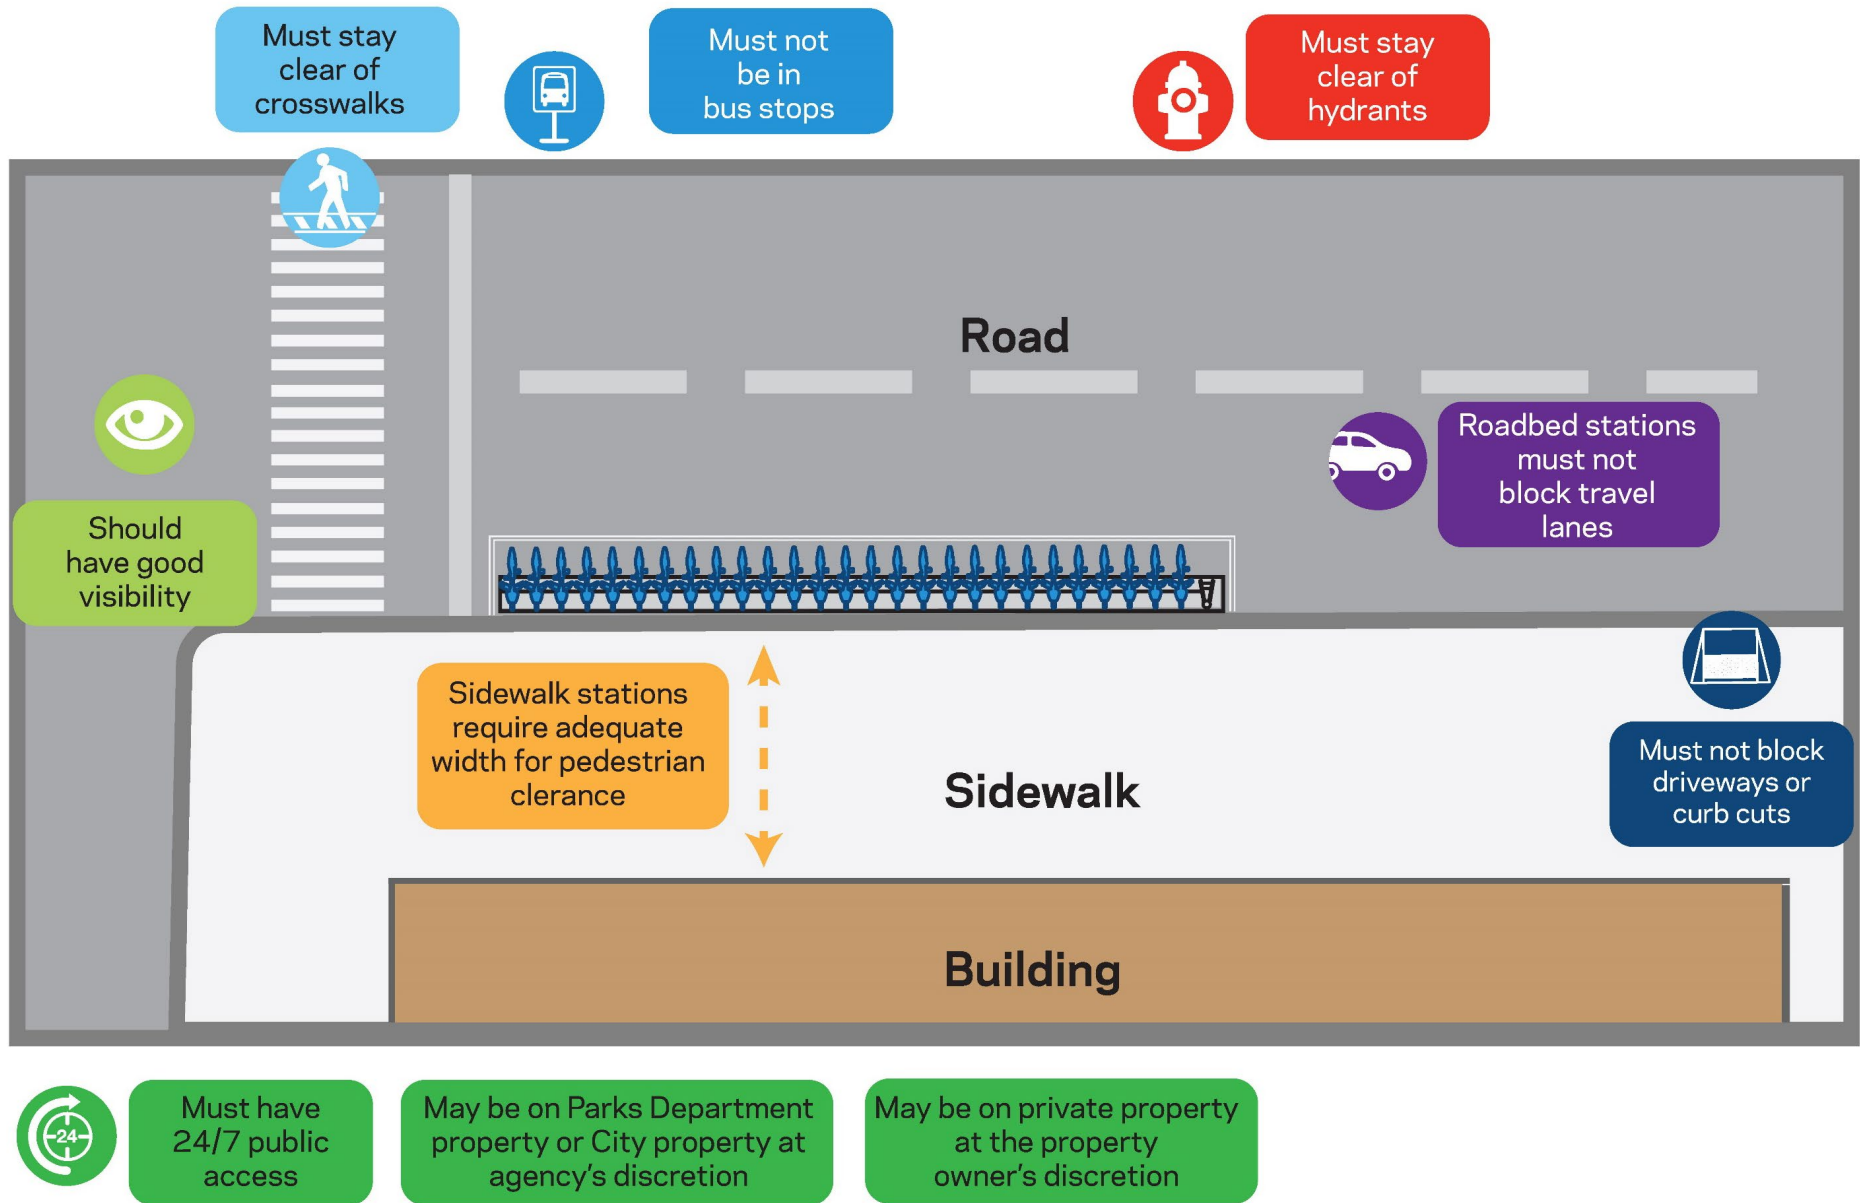 Must stay
clear of
crosswalks
Must not
be in
bus stops
Must stay
clear of
hydrants
Road
Roadbed stations
must not
block travel
lanes
Should
have good
visibility
Sidewalk stations
require adequate
width for pedestrian
clerance
Sidewalk
Must not block
driveways or
curb cuts
Building
24
Must have
24/7 public
access
May be on Parks Department
property or City property at
agency's discretion
May be on private property
at the property
owner's discretion